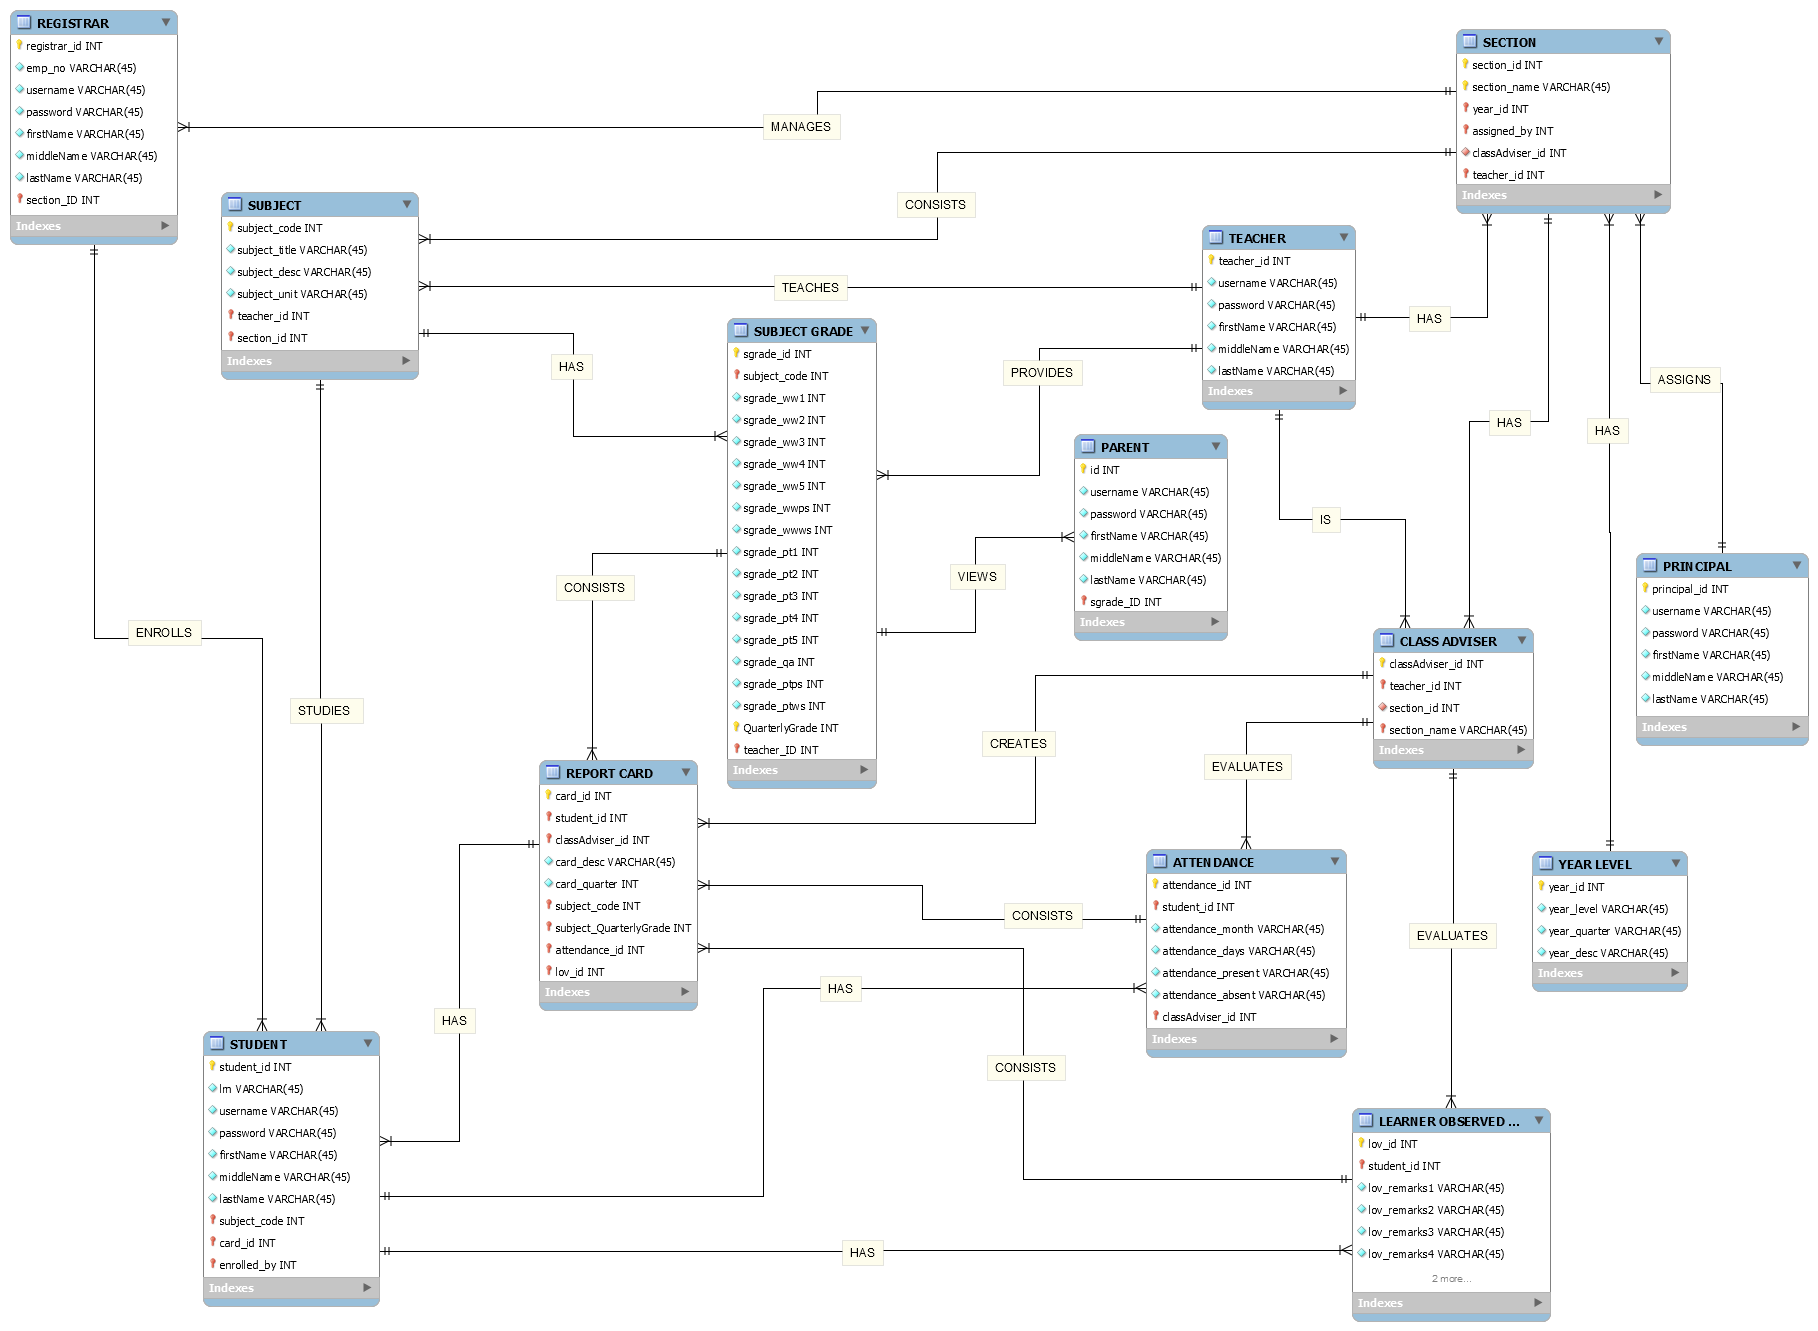 REGISTRAR
registrar_id INT
emp_no VARCHAR(45)
username VARCHAR(45)
password VARCHAR(45)
firstName VARCHAR(45)
middleName VARCHAR(45)
lastName VARCHAR(45)
section_ID INT
Indexes
SECTION
section_id INT
section_name VARCHAR(45)
year_id INT
assigned_by INT
classAdviser_id INT
teacher_id INT
Indexes
MANAGES
CONSISTS
SUBJECT
subject_code INT
subject_title VARCHAR(45)
subject_desc VARCHAR(45)
subject_unit VARCHAR(45)
teacher_id INT
section_id INT
Indexes
TEACHES
TEACHER
teacher_id INT
username VARCHAR(45)
password VARCHAR(45)
firstName VARCHAR(45)
middleName VARCHAR(45)
lastName VARCHAR(45)
Indexes
HAS
HAS
PROVIDES
ASSIGNS
HAS
HAS
SUBJECT GRADE
sgrade_id INT
subject_code INT
sgrade_ww1 INT
sgrade_ww2 INT
sgrade_ww3 INT
sgrade_ww4 INT
sgrade_ww5 INT
sgrade_wwps INT
sgrade_wwws INT
sgrade_pt1 INT
sgrade_pt2 INT
sgrade_pt3 INT
sgrade_pt4 INT
sgrade_pt5 INT
sgrade_qa INT
sgrade_ptps INT
sgrade_ptws INT
QuarterlyGrade INT
teacher_ID INT
Indexes
PARENT
id INT
username VARCHAR(45)
password VARCHAR(45)
firstName VARCHAR(45)
middleName VARCHAR(45)
lastName VARCHAR(45)
sgrade_ID INT
Indexes
IS
VIEWS
CONSISTS
PRINCIPAL
principal_id INT
username VARCHAR(45)
password VARCHAR(45)
firstName VARCHAR(45)
middleName VARCHAR(45)
lastName VARCHAR(45)
Indexes
ENROLLS
STUDIES
CLASS ADVISER
classAdviser_id INT
teacher_id INT
section_id INT
section_name VARCHAR(45)
Indexes
CREATES
EVALUATES
REPORT CARD
card_id INT
student_id INT
classAdviser_id INT
card_desc VARCHAR(45)
card_quarter INT
subject_code INT
subject_QuarterlyGrade INT
attendance_id INT
lov_id INT
Indexes
ATTENDANCE
attendance_id INT
student_id INT
attendance_month VARCHAR(45)
attendance_days VARCHAR(45)
attendance_present VARCHAR(45)
attendance_absent VARCHAR(45)
classAdviser_id INT
Indexes
YEAR LEVEL
year_id INT
year_level VARCHAR(45)
year_quarter VARCHAR(45)
year_desc VARCHAR(45)
Indexes
CONSISTS
EVALUATES
HAS
HAS
CONSISTS
STUDENT
student_id INT
lrn VARCHAR(45)
username VARCHAR(45)
password VARCHAR(45)
firstName VARCHAR(45)
middleName VARCHAR(45)
lastName VARCHAR(45)
subject_code INT
card_id INT
enrolled_by INT
Indexes
HAS
LEARNER OBSERVED ...
lov_id INT
student_id INT
lov_remarks1 VARCHAR(45)
lov_remarks2 VARCHAR(45)
lov_remarks3 VARCHAR(45)
lov_remarks4 VARCHAR(45)
2 more...
Indexes